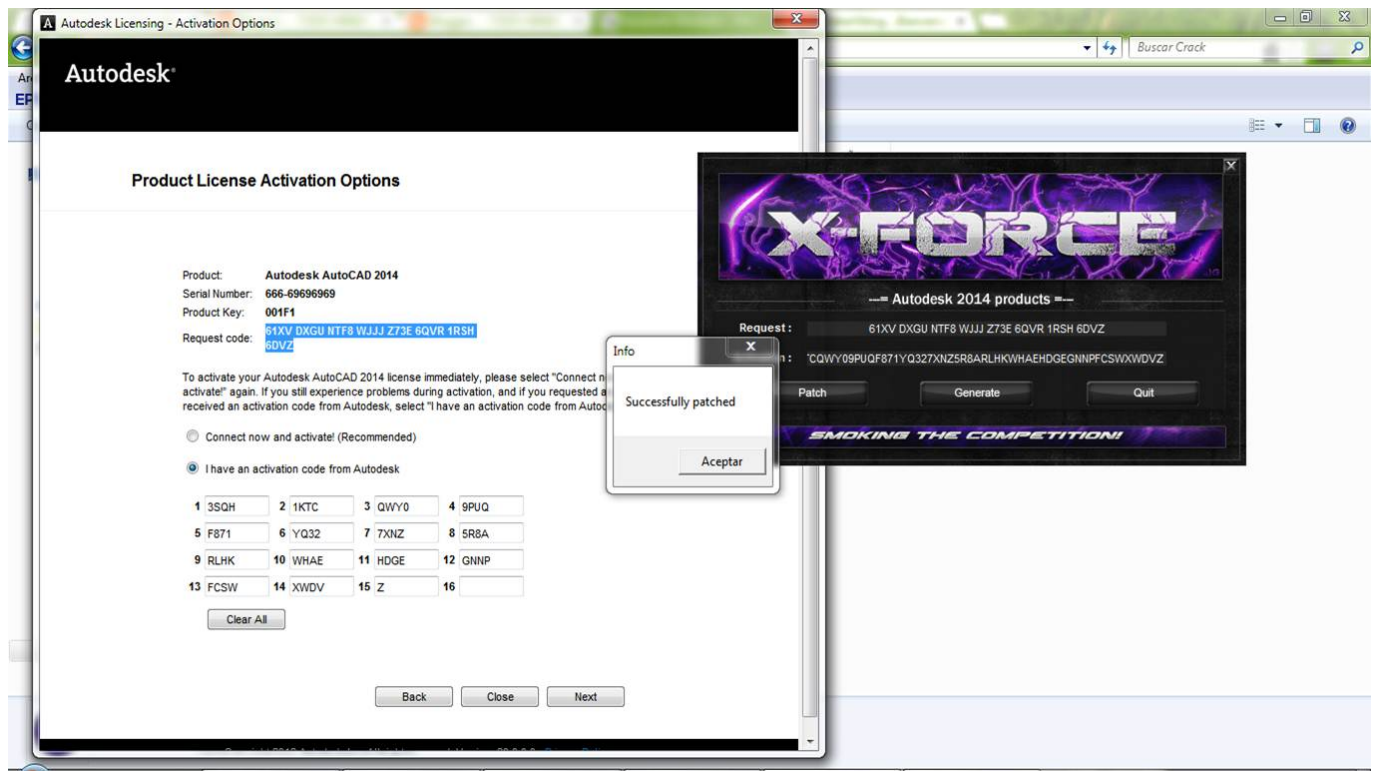 Autodesk Licensing - Activation Options
Buscar Crack
Autodesk
Product License Activation Options
Product: Autodesk AutoCAD 2014
Serial Number: 666-69696969
Product Key: 001F1
Request code: 61XV DXGU NTF8 WJJJ Z73E 6QVR 1RSH
6DVZ
To activate your Autodesk AutoCAD 2014 license immediately, please select "Connect
activate!" again. If you still experience problems during activation, and if you requested
received an activation code from Autodesk, select "I have an activation code from
Connect now and activate! (Recommended)
I have an activation code from Autodesk
1 3SQH 2 1KTC 3 QWY0 4 9PUQ
5 F871 6 YQ32 7 7XNZ 8 5R8A
9 RLHK 10 WHAE 11 HDGE 12 GNNP
13 FCSW 14 XWDV 15 Z 16
Clear All
Back Close Next
X-FORCE
---= Autodesk 2014 products =---
Request : 61XV DXGU NTF8 WJJJ Z73E 6QVR 1RSH 6DVZ
CQWY09PUQF871YQ327XNZ5R8ARLHKWHAEHDGEGNNPFCSWXWDVZ
Patch Generate Quit
SMOKING THE COMPETITION!
Info
Successfully patched
Aceptar